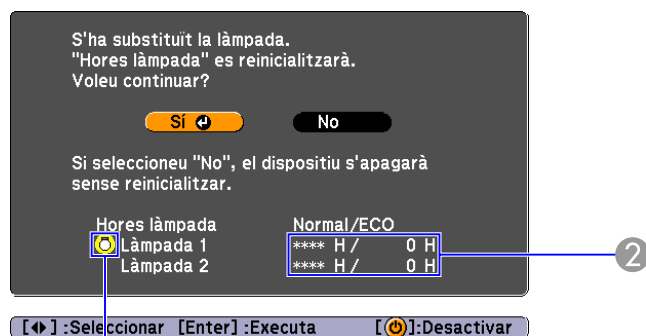 S'ha substituït la làmpada.
"Hores làmpada" es reinicialitzarà.
Voleu continuar?
Sí No
Si seleccioneu "No", el dispositiu s'apagarà
sense reinicialitzar.
Hores làmpada Normal/ECO
Làmpada 1 **** H / 0 H
Làmpada 2 **** H / 0 H
2
[◆] :Seleccionar [Enter] :Executa [⏻]:Desactivar